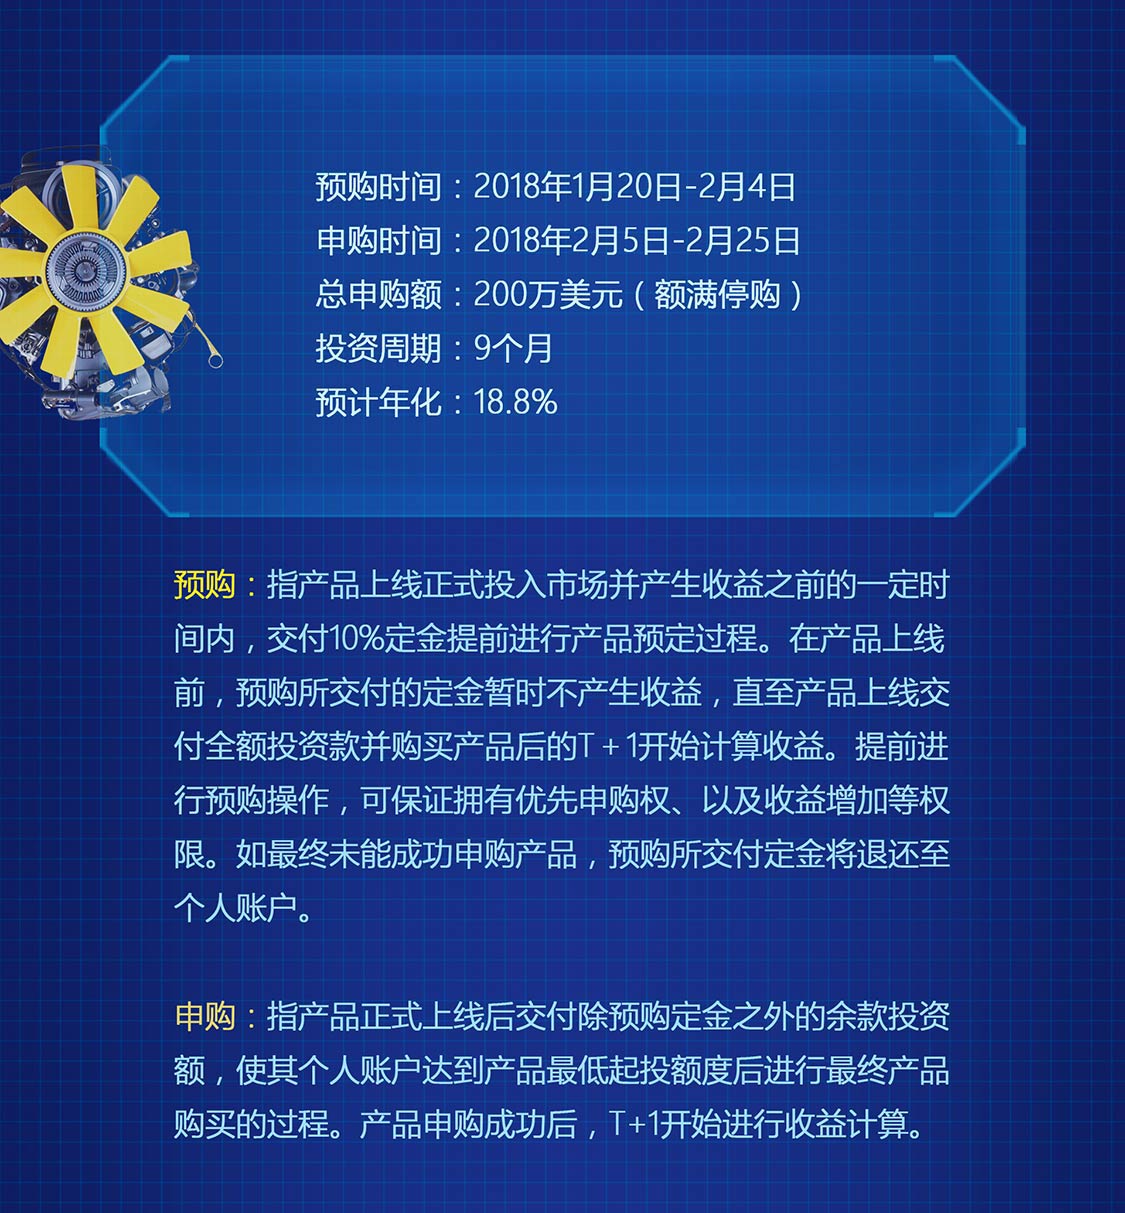 预购时间：2018年1月20日-2月4日
申购时间：2018年2月5日-2月25日
总申购额：200万美元（额满停购）
投资周期：9个月
预计年化：18.8%
预购：指产品上线正式投入市场并产生收益之前的一定时
间内，交付10%定金提前进行产品预定过程。在产品上线
前，预购所交付的定金暂时不产生收益，直至产品上线交
付全额投资款并购买产品后的T＋1开始计算收益。提前进
行预购操作，可保证拥有优先申购权、以及收益增加等权
限。如最终未能成功申购产品，预购所交付定金将退还至
个人账户。
申购：指产品正式上线后交付除预购定金之外的余款投资
额，使其个人账户达到产品最低起投额度后进行最终产品
购买的过程。产品申购成功后，T+1开始进行收益计算。